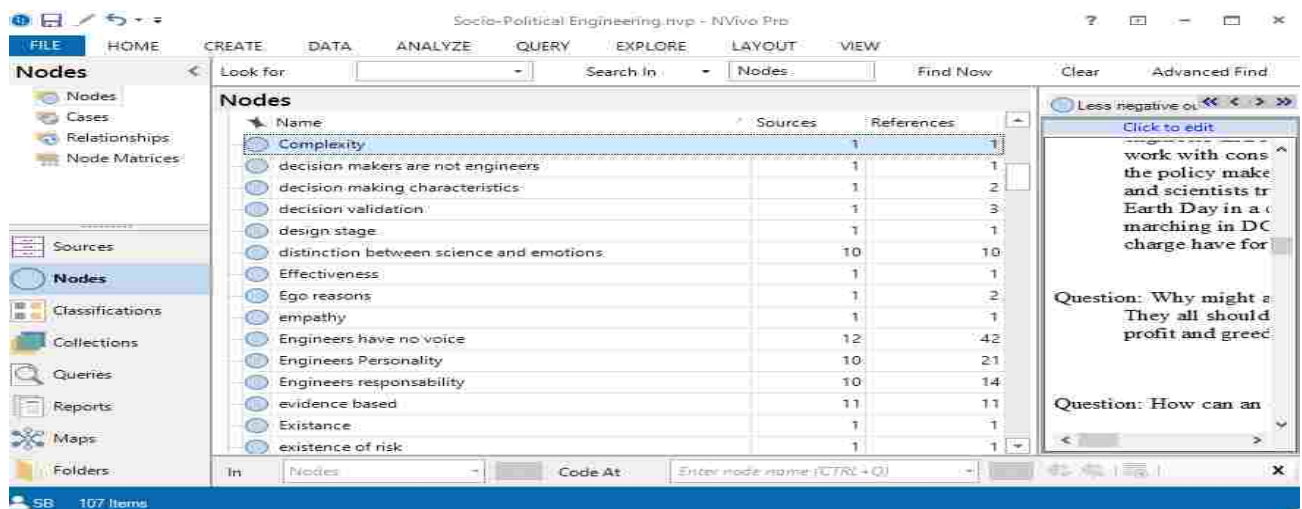 Socio-Political Engineering.nvp - NVivo Pro
FILE HOME CREATE DATA ANALYZE QUERY EXPLORE LAYOUT VIEW
Nodes
Nodes
Cases
Relationships
Node Matrices
Sources
Nodes
Classifications
Collections
Queries
Reports
Maps
Folders
Look for Search In Nodes Find Now Clear Advanced Find
Nodes
Name Sources References
Complexity 1 1
decision makers are not engineers 1 1
decision making characteristics 1 2
decision validation 1 3
design stage 1 1
distinction between science and emotions 10 10
Effectiveness 1 1
Ego reasons 1 2
empathy 1 1
Engineers have no voice 12 42
Engineers Personality 10 21
Engineers responsability 10 14
evidence based 11 11
Existance 1 1
existence of risk 1 1
In Nodes Code At Enter node name (CTRL+Q)
Less negative ou
Click to edit
work with cons
the policy make
and scientists tr
Earth Day in a
marching in DC
charge have for
Question: Why might a
They all should
profit and greed
Question: How can an
SB 107 Items